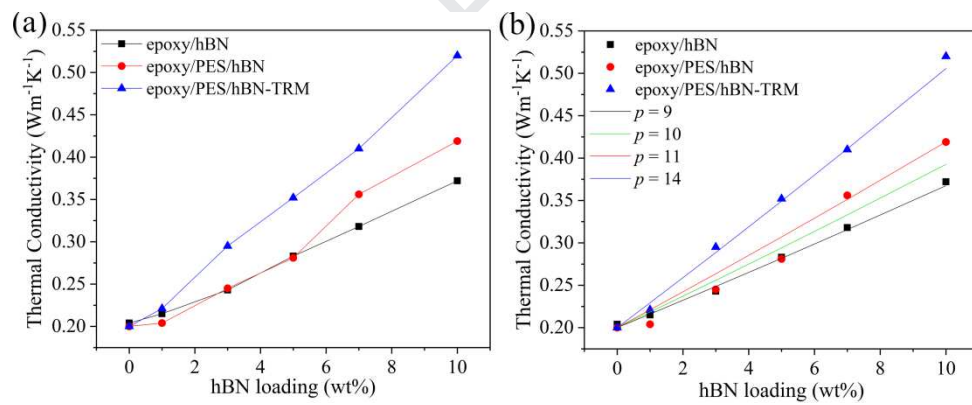 (a)
0.55
0.50
0.45
0.40
0.35
0.30
0.25
0.20
Thermal Conductivity (Wm⁻¹K⁻¹)
epoxy/hBN
epoxy/PES/hBN
epoxy/PES/hBN-TRM
0 2 4 6 8 10
hBN loading (wt%)
(b)
0.55
0.50
0.45
0.40
0.35
0.30
0.25
0.20
Thermal Conductivity (Wm⁻¹K⁻¹)
epoxy/hBN
epoxy/PES/hBN
epoxy/PES/hBN-TRM
p = 9
p = 10
p = 11
p = 14
0 2 4 6 8 10
hBN loading (wt%)